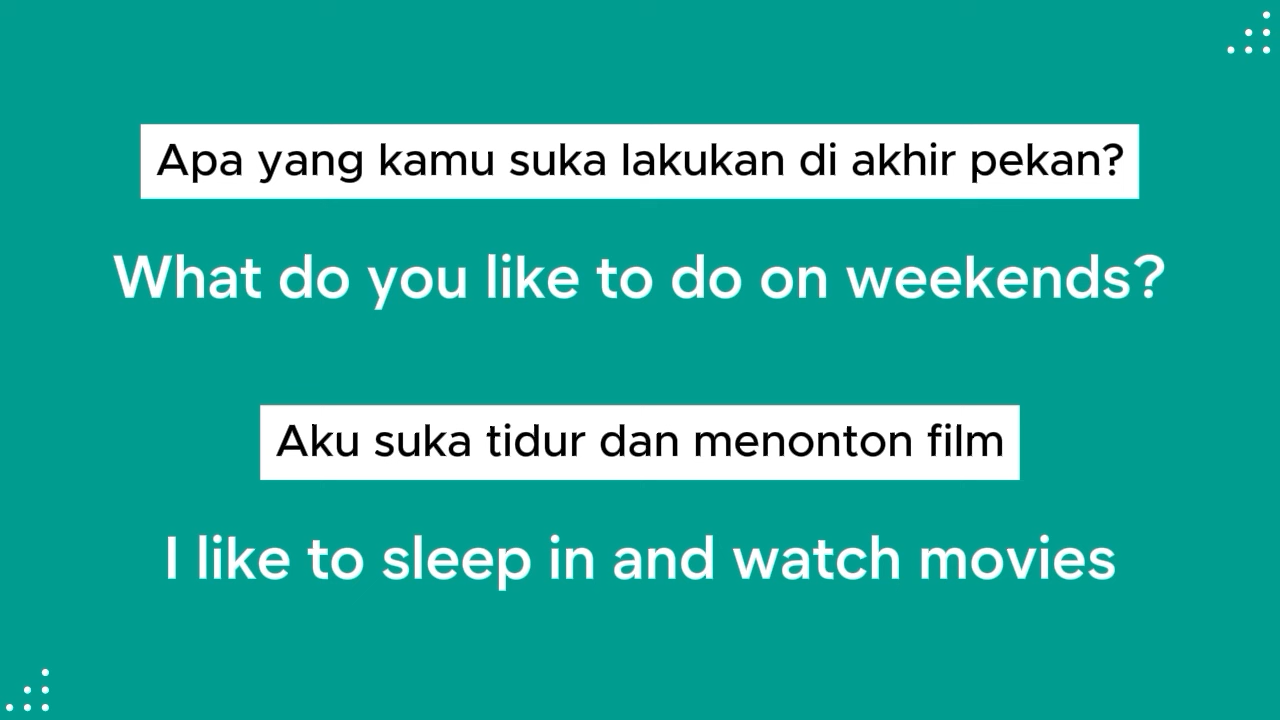 Apa yang kamu suka lakukan di akhir pekan?
What do you like to do on weekends?
Aku suka tidur dan menonton film
I like to sleep in and watch movies